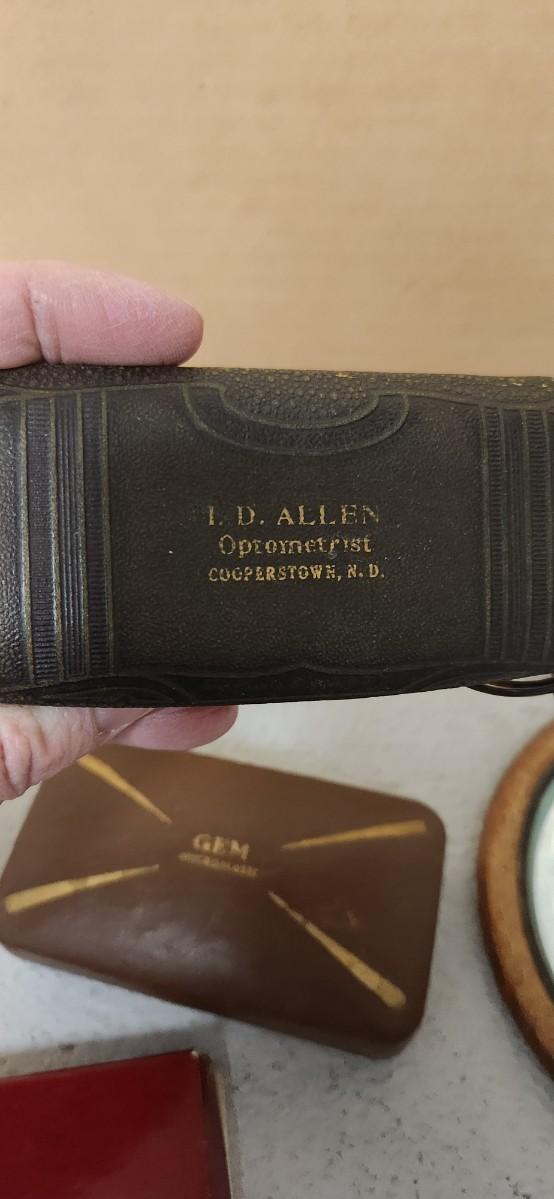 I. D. ALLEN
Optometrist
COOPERSTOWN, N. D.
GEM